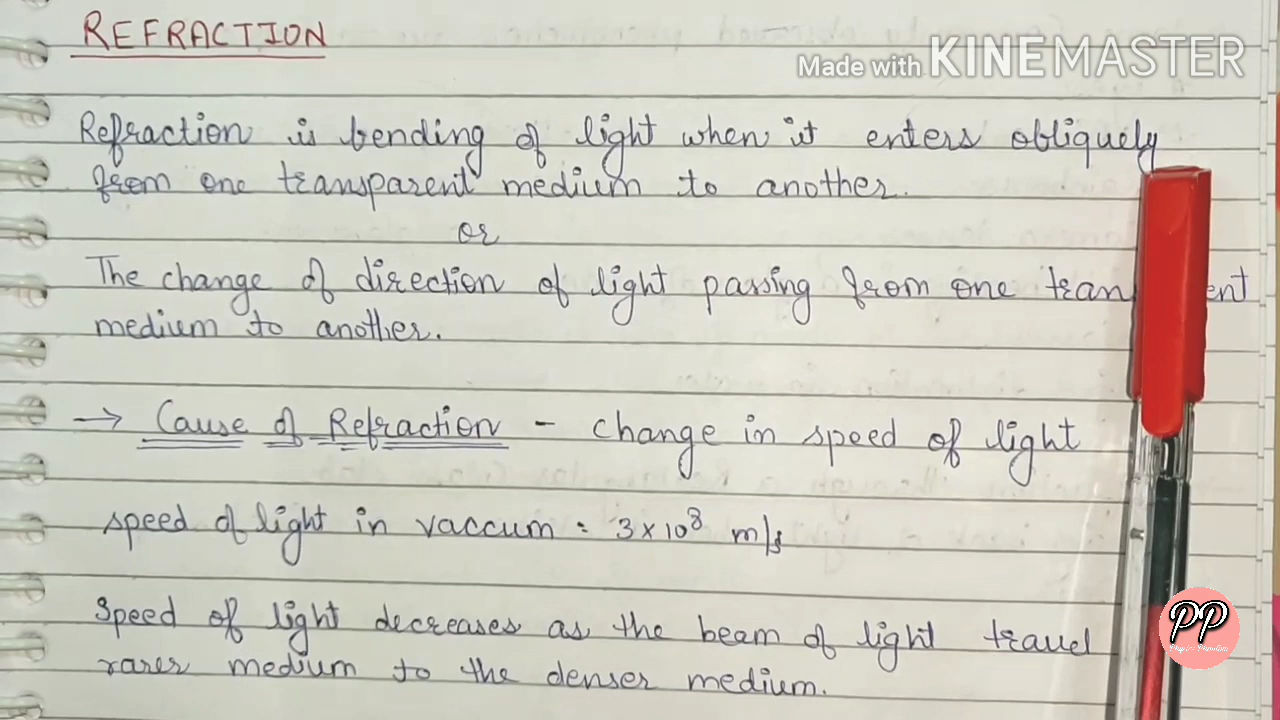 REFRACTION
Made with KINEMASTER
Refraction is bending of light when it enters obliquely
from one transparent medium to another.
or
The change of direction of light passing from one tran ent
medium to another.
→ Cause of Refraction - change in speed of light
speed of light in vaccum = 3 x 10⁸ m/s
Speed of light decreases as the beam of light travel
rarer medium to the denser medium.
PP